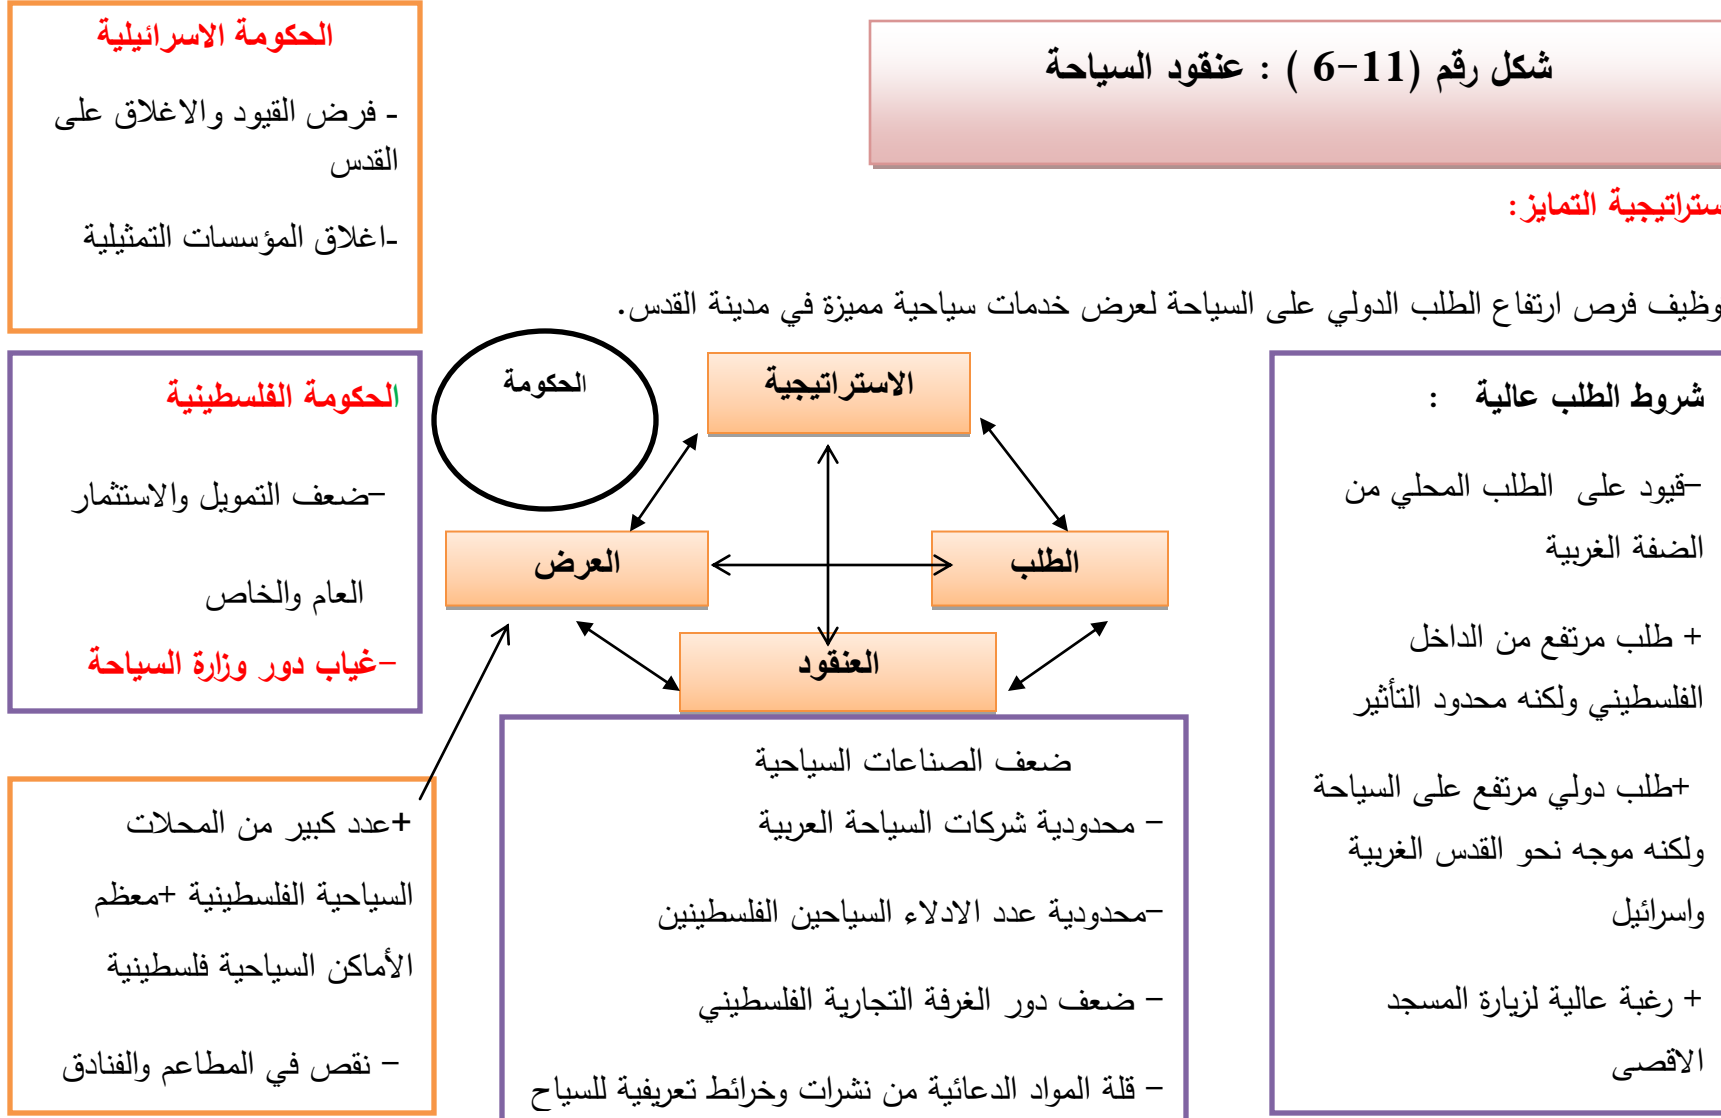 شكل رقم (11-6 ) : عنقود السياحة
ستراتيجية التمايز:
وظيف فرص ارتفاع الطلب الدولي على السياحة لعرض خدمات سياحية مميزة في مدينة القدس.
الحكومة الاسرائيلية
- فرض القيود والاغلاق على
القدس
-اغلاق المؤسسات التمثيلية
شروط الطلب عالية :
-قيود على الطلب المحلي من
الضفة الغربية
+ طلب مرتفع من الداخل
الفلسطيني ولكنه محدود التأثير
+طلب دولي مرتفع على السياحة
ولكنه موجه نحو القدس الغربية
واسرائيل
+ رغبة عالية لزيارة المسجد
الاقصى
الاستراتيجية
الحكومة
الطلب
العرض
العنقود
الحكومة الفلسطينية
-ضعف التمويل والاستثمار
العام والخاص
-غياب دور وزارة السياحة
ضعف الصناعات السياحية
- محدودية شركات السياحة العربية
-محدودية عدد الادلاء السياحين الفلسطينين
- ضعف دور الغرفة التجارية الفلسطيني
- قلة المواد الدعائية من نشرات وخرائط تعريفية للسياح
+عدد كبير من المحلات
السياحية الفلسطينية +معظم
الأماكن السياحية فلسطينية
- نقص في المطاعم والفنادق